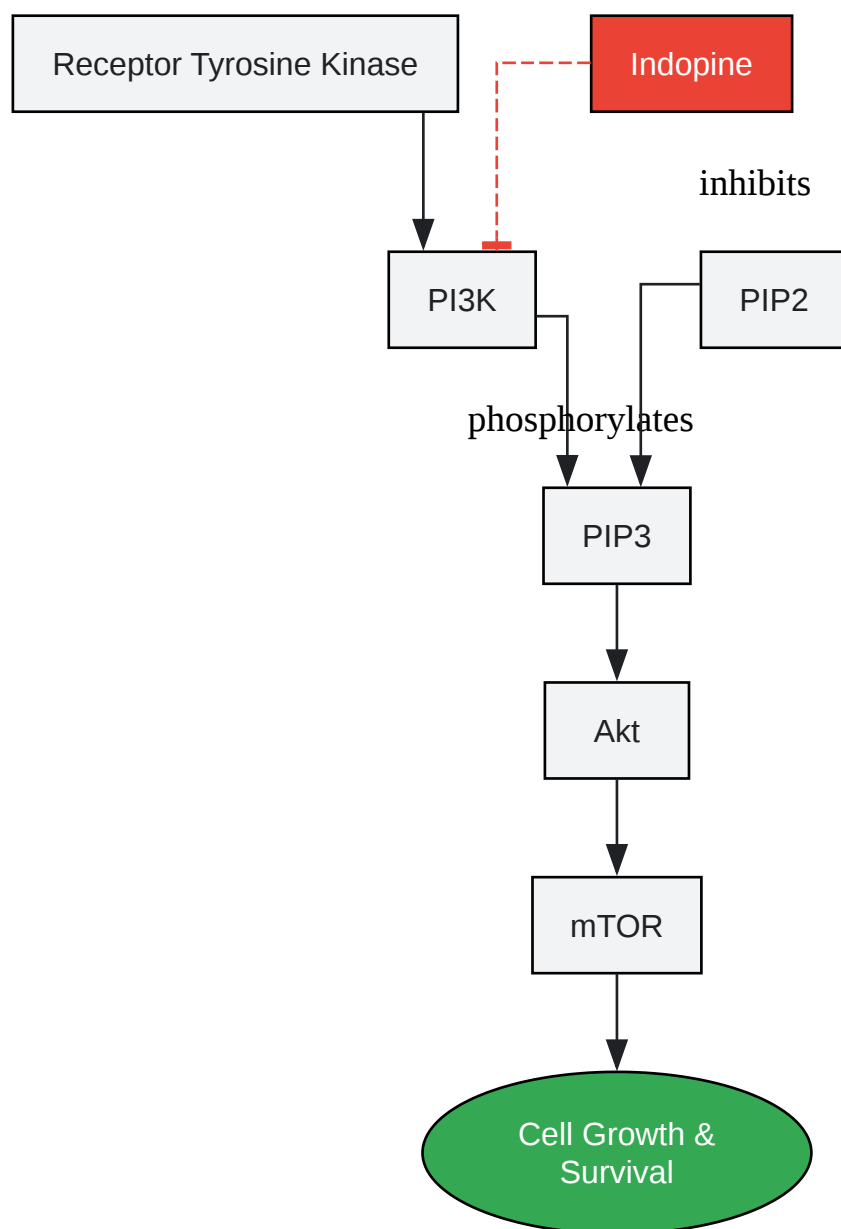 Receptor Tyrosine Kinase
Indopine
inhibits
PI3K
PIP2
phosphorylates
PIP3
Akt
mTOR
Cell Growth &
Survival